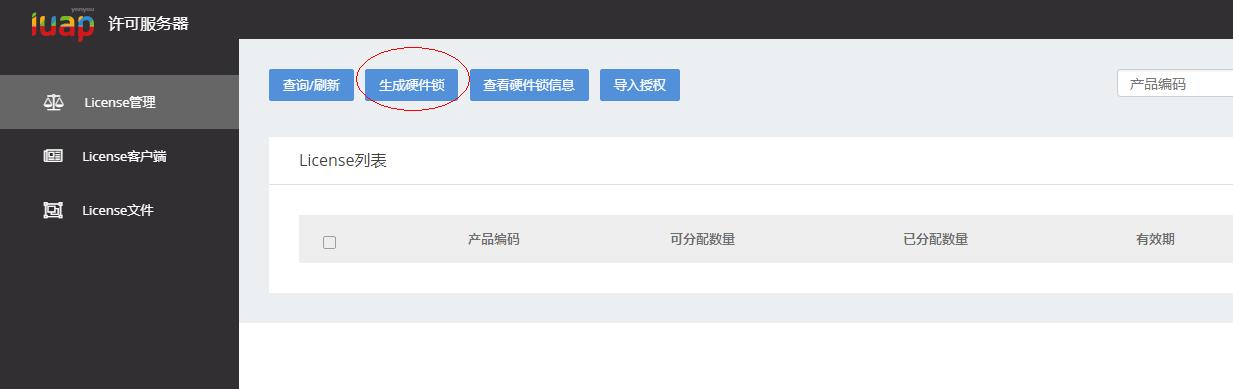 yonyou
iuap 许可服务器
查询/刷新 生成硬件锁 查看硬件锁信息 导入授权 产品编码
License管理
License客户端
License文件
License列表
产品编码 可分配数量 已分配数量 有效期